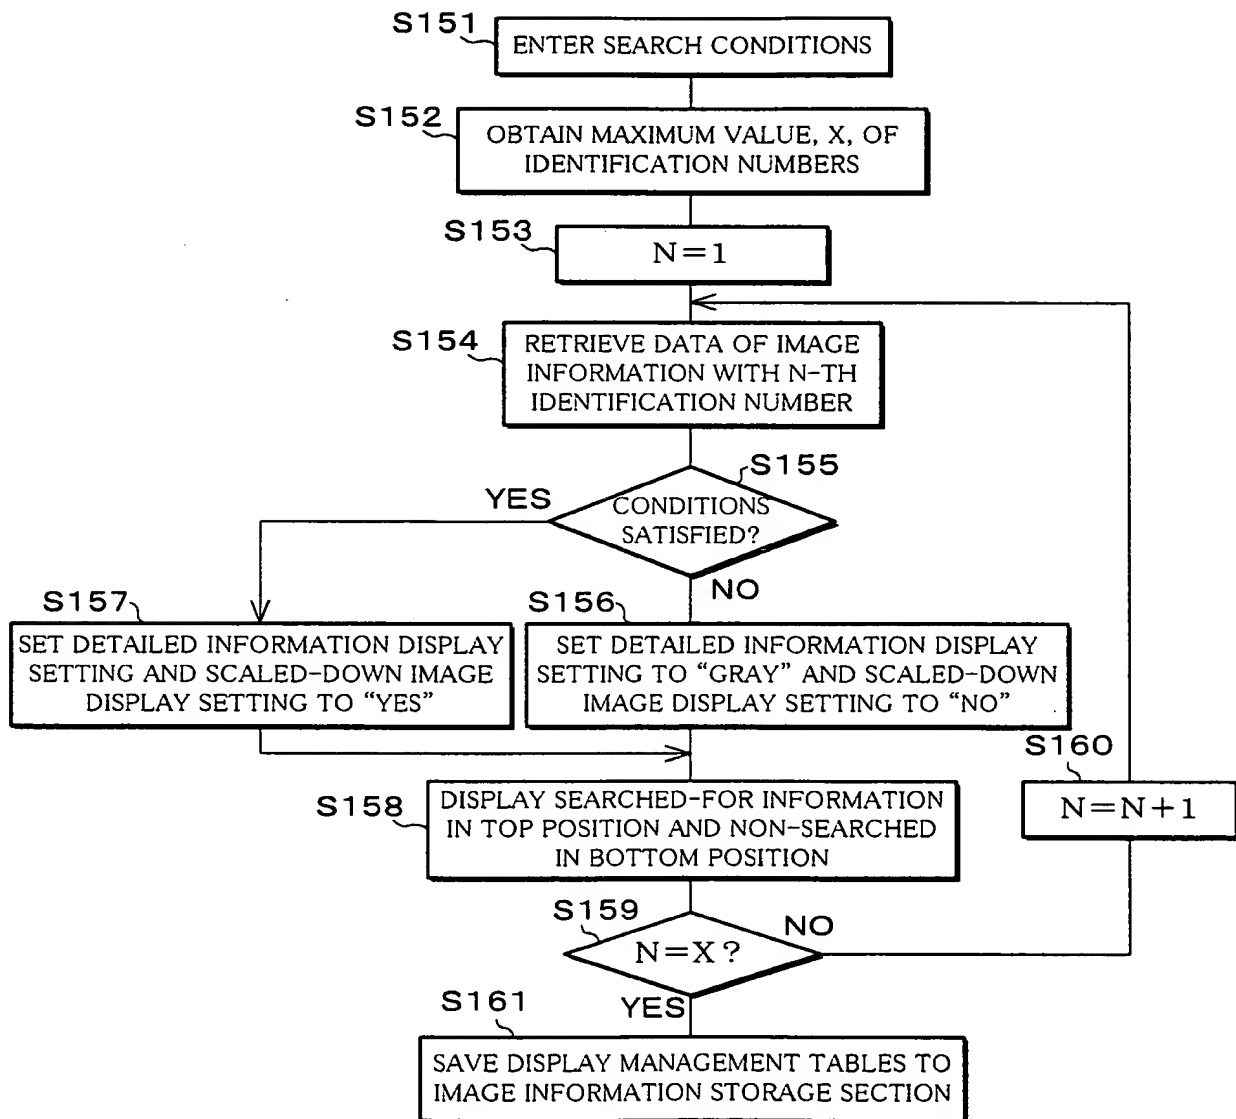 S151
ENTER SEARCH CONDITIONS
S152
OBTAIN MAXIMUM VALUE, X, OF
IDENTIFICATION NUMBERS
S153
N=1
S154
RETRIEVE DATA OF IMAGE
INFORMATION WITH N-TH
IDENTIFICATION NUMBER
S155
YES
CONDITIONS
SATISFIED?
NO
S157
SET DETAILED INFORMATION DISPLAY
SETTING AND SCALED-DOWN IMAGE
DISPLAY SETTING TO “YES”
S156
SET DETAILED INFORMATION DISPLAY
SETTING TO “GRAY” AND SCALED-DOWN
IMAGE DISPLAY SETTING TO “NO”
S160
N=N+1
S158
DISPLAY SEARCHED-FOR INFORMATION
IN TOP POSITION AND NON-SEARCHED
IN BOTTOM POSITION
S159
N=X?
NO
YES
S161
SAVE DISPLAY MANAGEMENT TABLES TO
IMAGE INFORMATION STORAGE SECTION